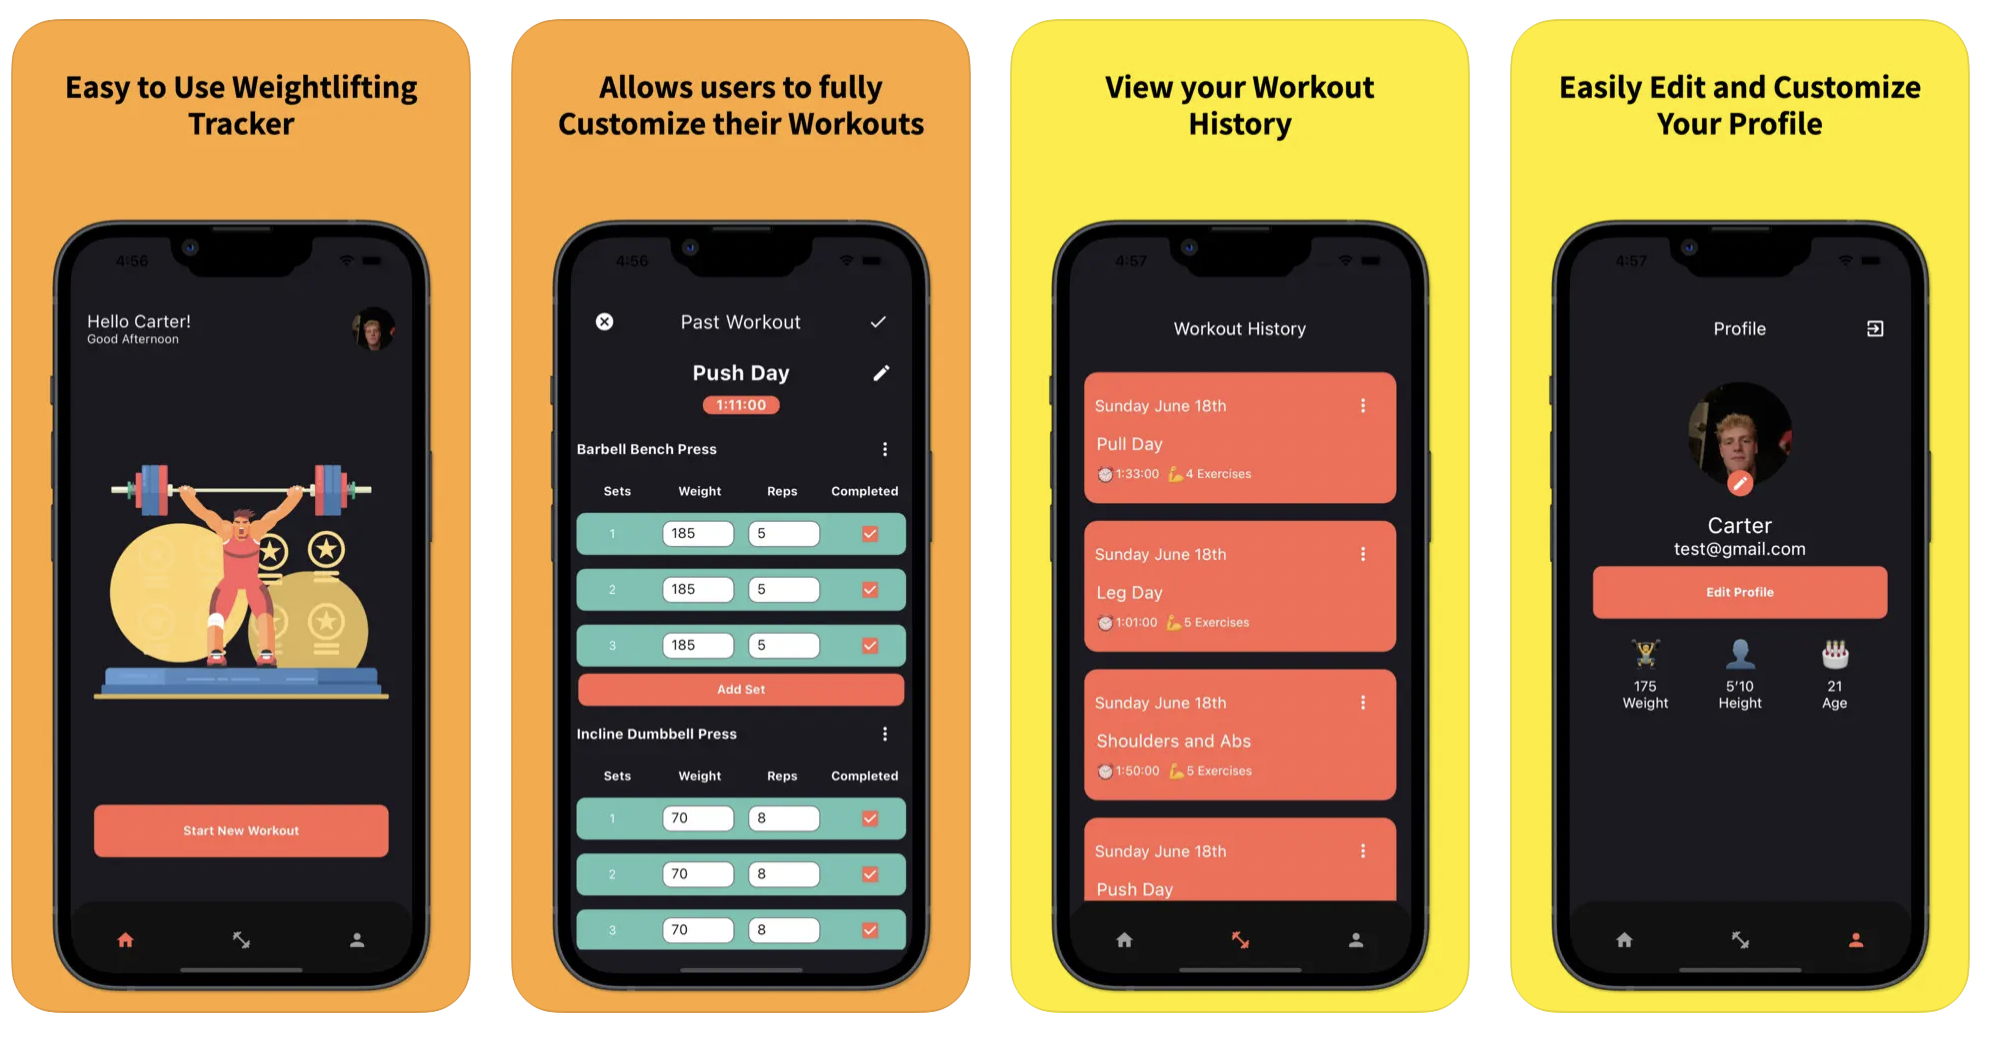 Easy to Use Weightlifting
Tracker
4:56
Hello Carter!
Good Afternoon
Start New Workout
Allows users to fully
Customize their Workouts
4:56
Past Workout
Push Day
1:11:00
Barbell Bench Press
Sets Weight Reps Completed
1 185 5
2 185 5
3 185 5
Add Set
Incline Dumbbell Press
Sets Weight Reps Completed
1 70 8
2 70 8
3 70 8
View your Workout
History
4:57
Workout History
Sunday June 18th
Pull Day
1:33:00 4 Exercises
Sunday June 18th
Leg Day
1:01:00 5 Exercises
Sunday June 18th
Shoulders and Abs
1:50:00 5 Exercises
Sunday June 18th
Push Day
Easily Edit and Customize
Your Profile
4:57
Profile
Carter
test@gmail.com
Edit Profile
175 5'10 21
Weight Height Age